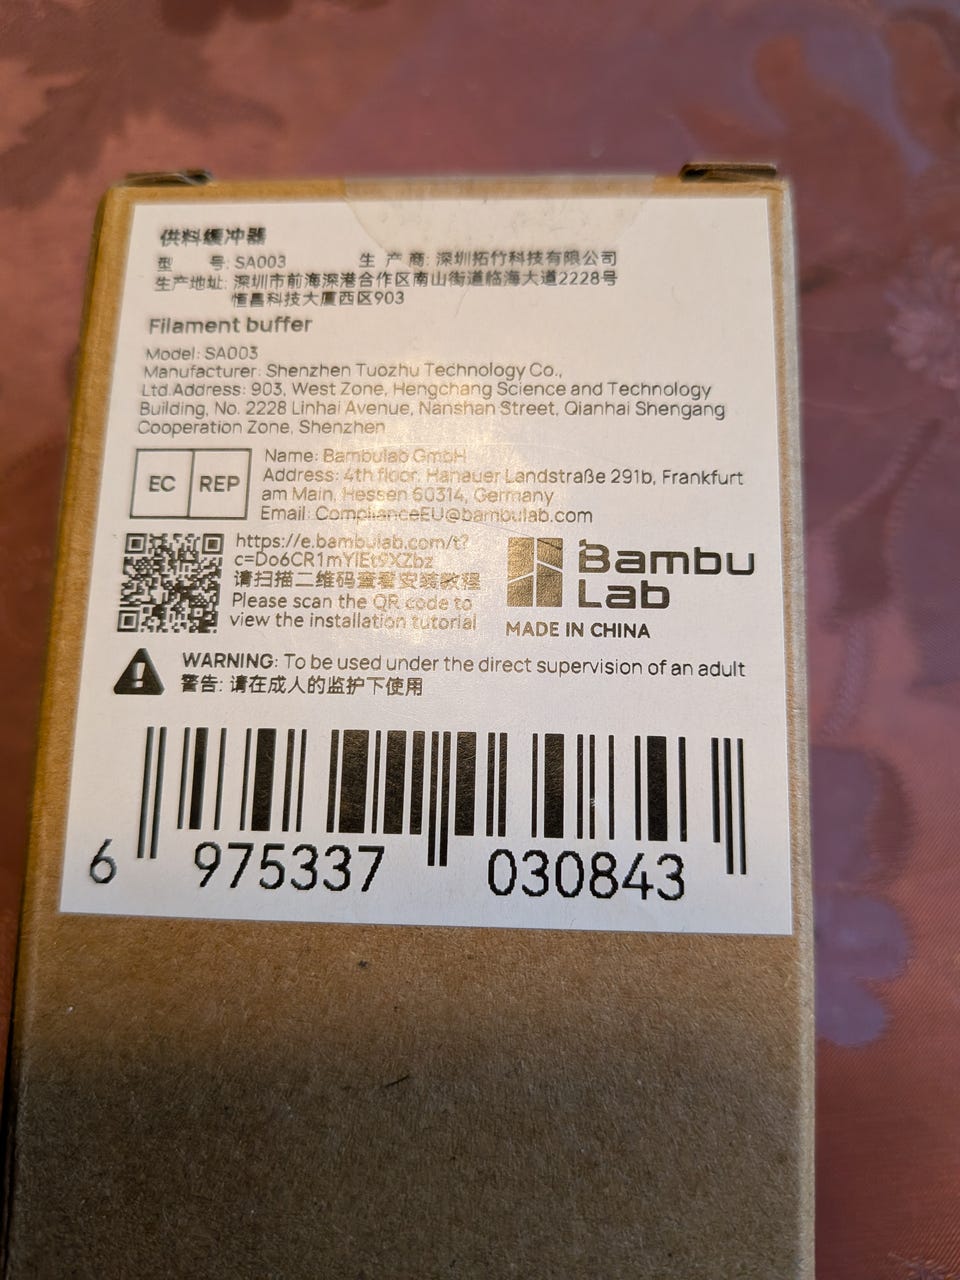 供料缓冲器
型 号: SA003 生 产 商: 深圳拓竹科技有限公司
生产地址: 深圳市前海深港合作区南山街道临海大道2228号
恒昌科技大厦西区903
Filament buffer
Model: SA003
Manufacturer: Shenzhen Tuozhu Technology Co.,
Ltd.Address: 903, West Zone, Hengchang Science and Technology
Building, No. 2228 Linhai Avenue, Nanshan Street, Qianhai Shengang
Cooperation Zone, Shenzhen
EC REP
Name: Bambulab GmbH
Address: 4th floor, Hanauer Landstraße 291b, Frankfurt
am Main, Hessen 60314, Germany
Email: ComplianceEU@bambulab.com
https://e.bambulab.com/t?
请扫描二维码查看安装教程
Please scan the QR code to
view the installation tutorial
Bambu
Lab
MADE IN CHINA
WARNING: To be used under the direct supervision of an adult
警告: 请在成人的监护下使用
6 975337 030843